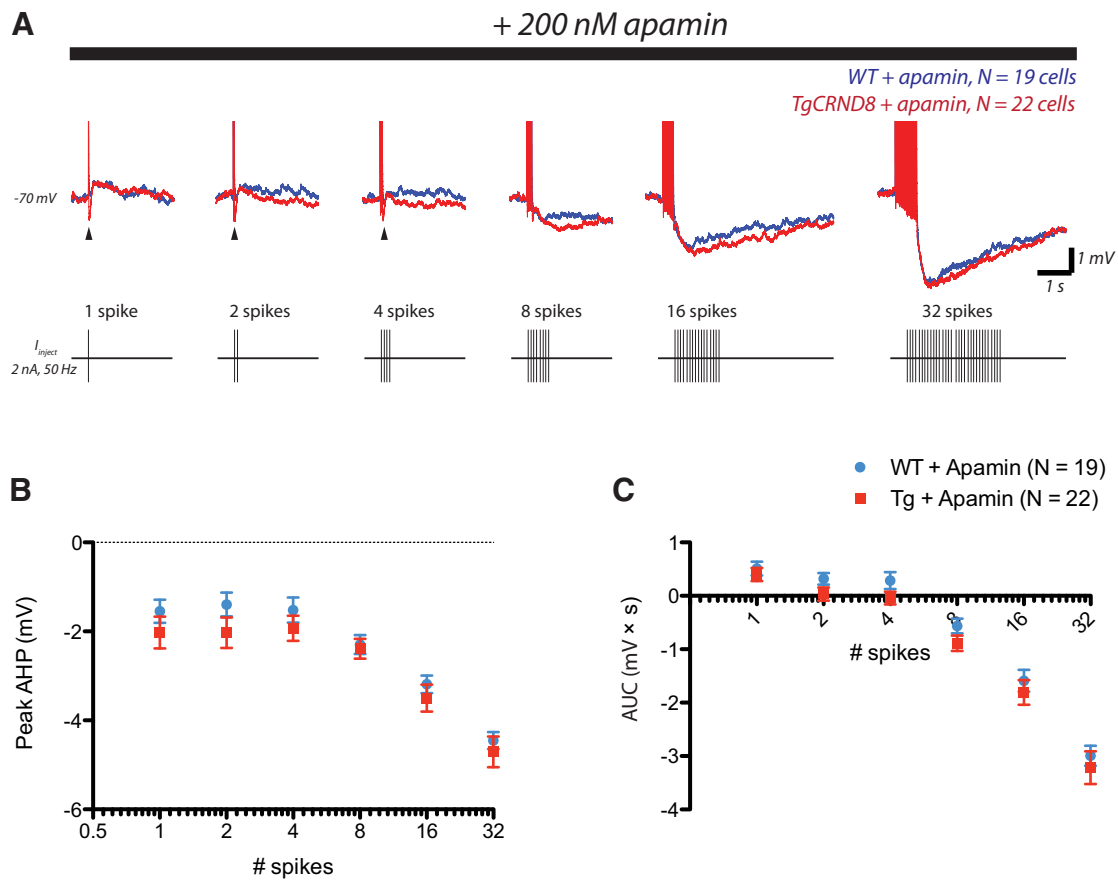 A
+ 200 nM apamin
WT + apamin, N = 19 cells
TgCRND8 + apamin, N = 22 cells
-70 mV
1 mV
1 s
1 spike
2 spikes
4 spikes
8 spikes
16 spikes
32 spikes
Iinject
2 nA, 50 Hz
WT + Apamin (N = 19)
Tg + Apamin (N = 22)
B
Peak AHP (mV)
0
-2
-4
-6
0.5
1
2
4
8
16
32
# spikes
C
AUC (mV × s)
1
0
-1
-2
-3
-4
1
2
4
8
16
32
# spikes